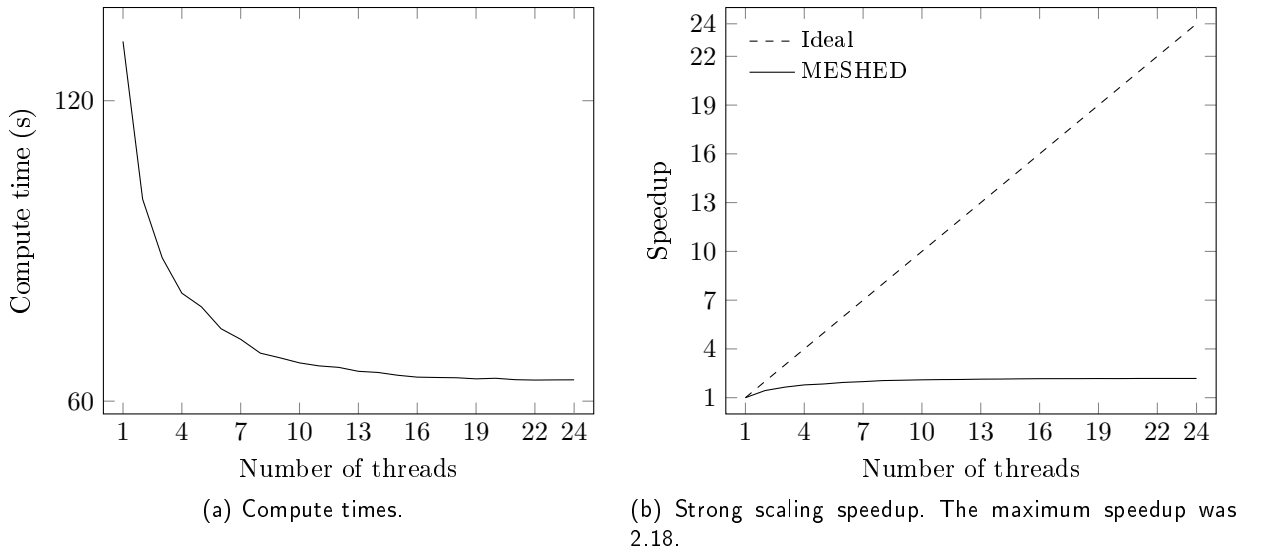 120
60
Compute time (s)
1 4 7 10 13 16 19 22 24
Number of threads
(a) Compute times.
24
22
19
16
13
10
7
4
1
Speedup
Ideal
MESHED
1 4 7 10 13 16 19 22 24
Number of threads
(b) Strong scaling speedup. The maximum speedup was
2.18.